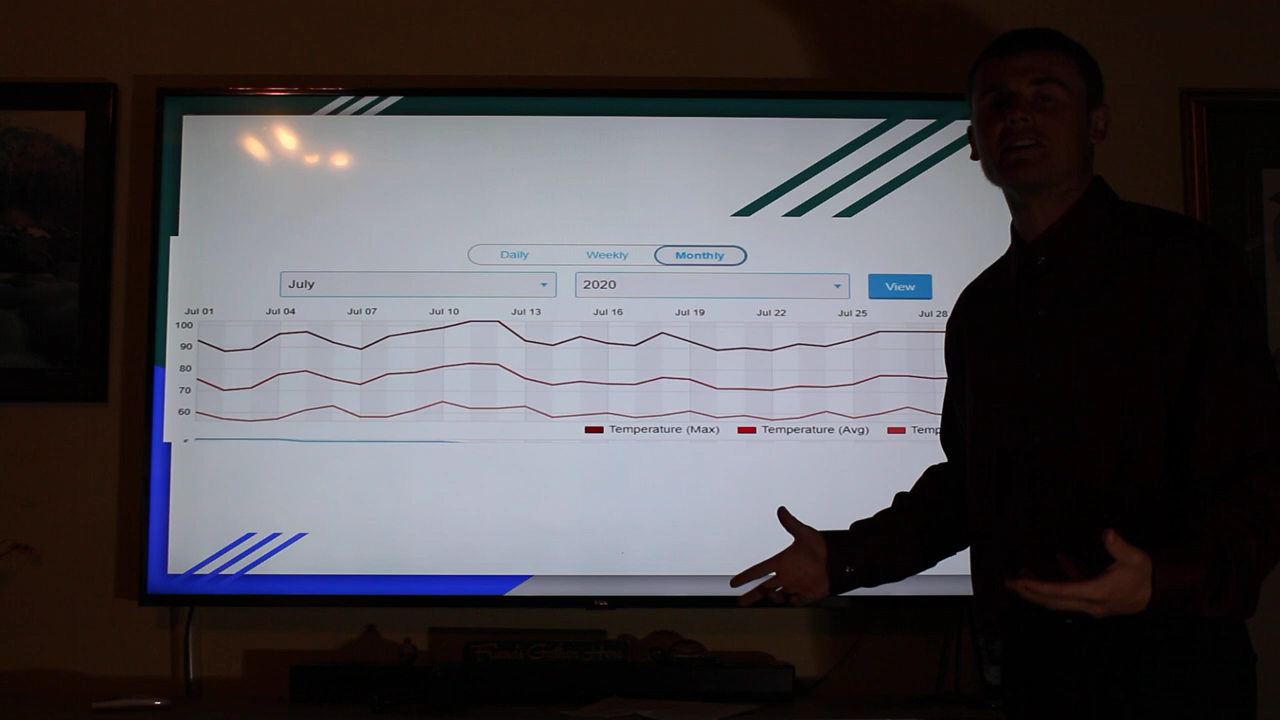 Daily Weekly Monthly
July 2020 View
Jul 01 Jul 04 Jul 07 Jul 10 Jul 13 Jul 16 Jul 19 Jul 22 Jul 25 Jul 28
100
90
80
70
60
Temperature (Max) Temperature (Avg) Temp